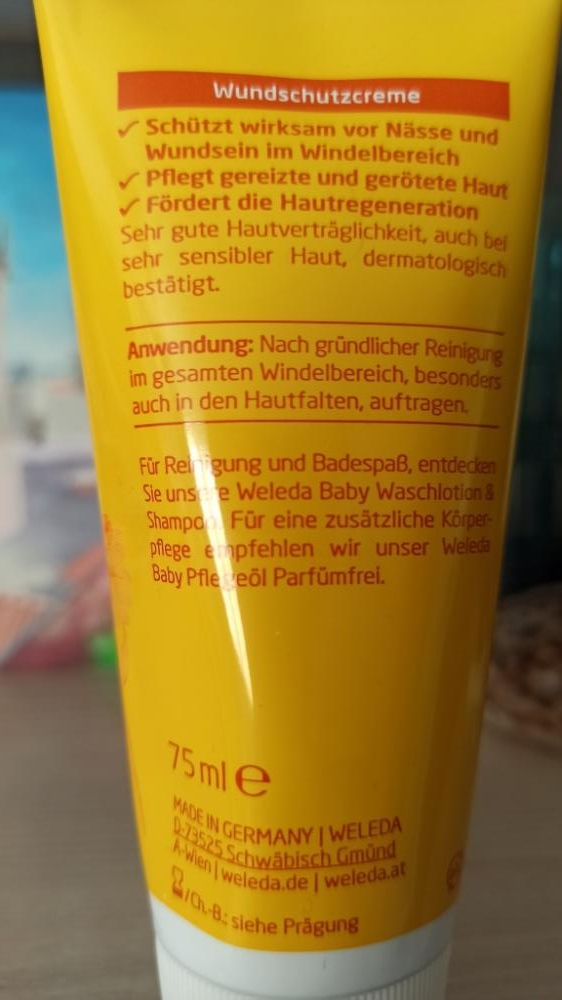 Wundschutzcreme
✓ Schützt wirksam vor Nässe und
Wundsein im Windelbereich
✓ Pflegt gereizte und gerötete Haut
✓ Fördert die Hautregeneration
Sehr gute Hautverträglichkeit, auch bei
sehr sensibler Haut, dermatologisch
bestätigt.
Anwendung: Nach gründlicher Reinigung
im gesamten Windelbereich, besonders
auch in den Hautfalten, auftragen.
Für Reinigung und Badespaß, entdecken
Sie unsere Weleda Baby Waschlotion &
Shampoo. Für eine zusätzliche Körper-
pflege empfehlen wir unser Weleda
Baby Pflegeöl Parfümfrei.
75 ml e
MADE IN GERMANY | WELEDA
D-73525 Schwäbisch Gmünd
A-Wien | weleda.de | weleda.at
/Ch.-B.: siehe Prägung